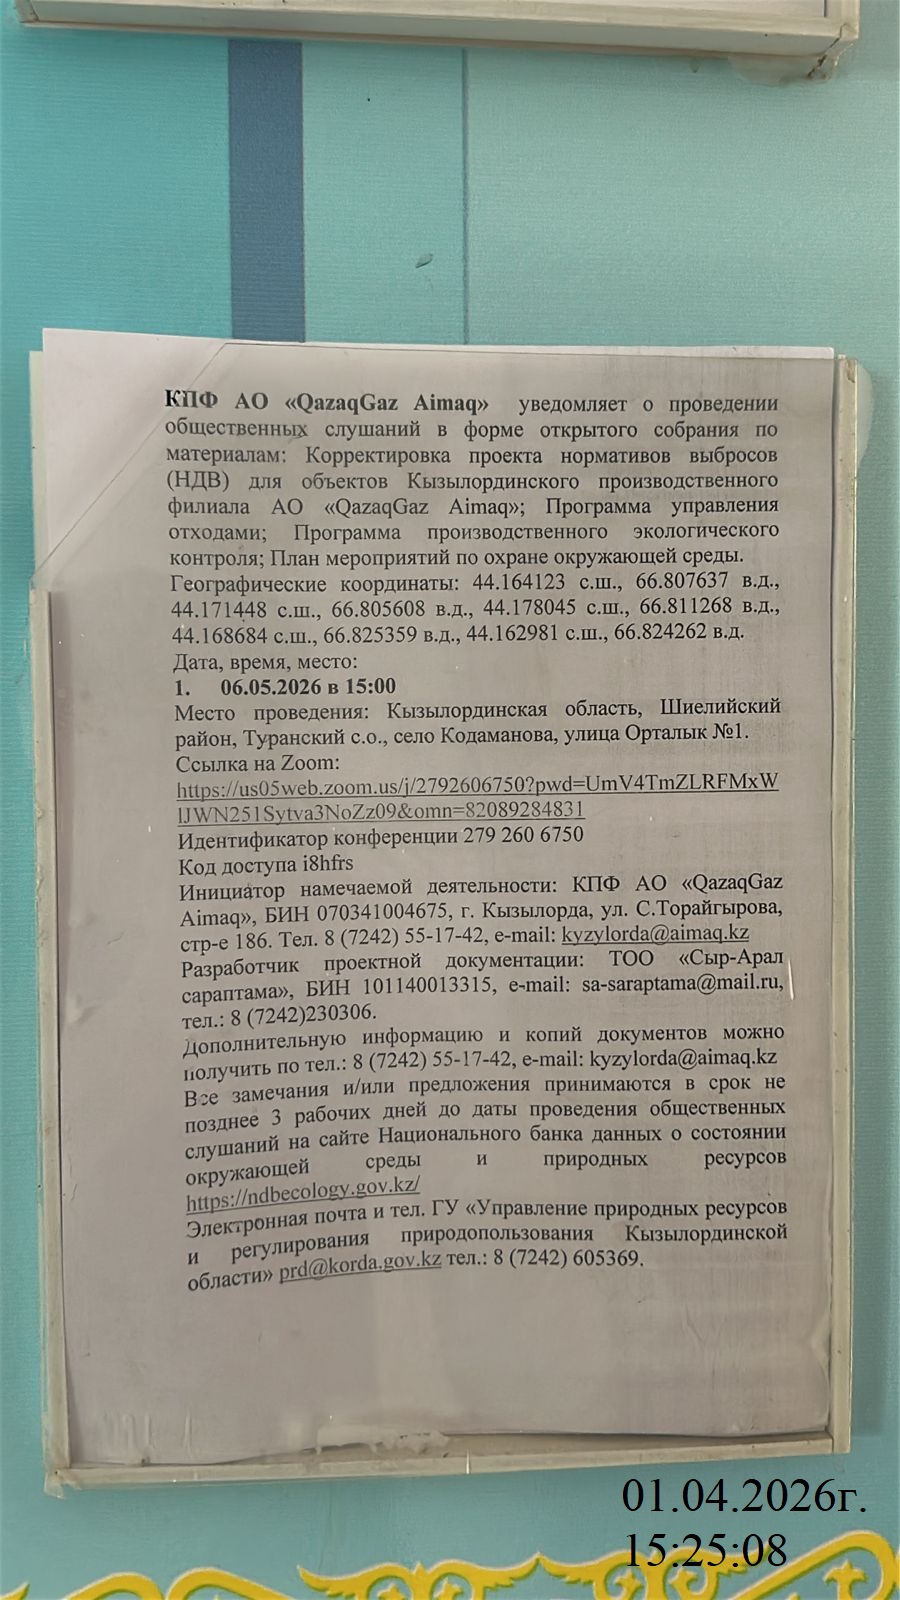 КПФ АО «QazaqGaz Aimaq» уведомляет о проведении
общественных слушаний в форме открытого собрания по
материалам: Корректировка проекта нормативов выбросов
(НДВ) для объектов Кызылординского производственного
филиала АО «QazaqGaz Aimaq»; Программа управления
отходами; Программа производственного экологического
контроля; План мероприятий по охране окружающей среды.
Географические координаты: 44.164123 с.ш., 66.807637 в.д.,
44.171448 с.ш., 66.805608 в.д., 44.178045 с.ш., 66.811268 в.д.,
44.168684 с.ш., 66.825359 в.д., 44.162981 с.ш., 66.824262 в.д.
Дата, время, место:
1. 06.05.2026 в 15:00
Место проведения: Кызылординская область, Шиелийский
район, Туранский с.о., село Кодаманова, улица Орталык №1.
Ссылка на Zoom:
https://us05web.zoom.us/j/2792606750?pwd=UmV4TmZLRFMxW
lJWN251Sytva3NoZz09&omn=82089284831
Идентификатор конференции 279 260 6750
Код доступа i8hfrs
Инициатор намечаемой деятельности: КПФ АО «QazaqGaz
Aimaq», БИН 070341004675, г. Кызылорда, ул. С.Торайгырова,
стр-е 186. Тел. 8 (7242) 55-17-42, e-mail: kyzylorda@aimaq.kz
Разработчик проектной документации: ТОО «Сыр-Арал
сараптама», БИН 101140013315, e-mail: sa-saraptama@mail.ru,
тел.: 8 (7242)230306.
Дополнительную информацию и копий документов можно
получить по тел.: 8 (7242) 55-17-42, e-mail: kyzylorda@aimaq.kz
Все замечания и/или предложения принимаются в срок не
позднее 3 рабочих дней до даты проведения общественных
слушаний на сайте Национального банка данных о состоянии
окружающей среды и природных ресурсов
https://ndbecology.gov.kz/
Электронная почта и тел. ГУ «Управление природных ресурсов
и регулирования природопользования Кызылординской
области» prd@korda.gov.kz тел.: 8 (7242) 605369.
01.04.2026г.
15:25:08